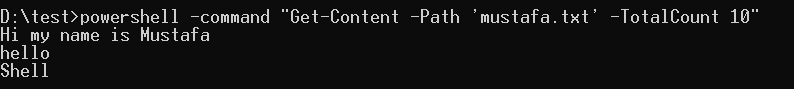 D:\test>powershell -command "Get-Content -Path 'mustafa.txt' -TotalCount 10"
Hi my name is Mustafa
hello
Shell